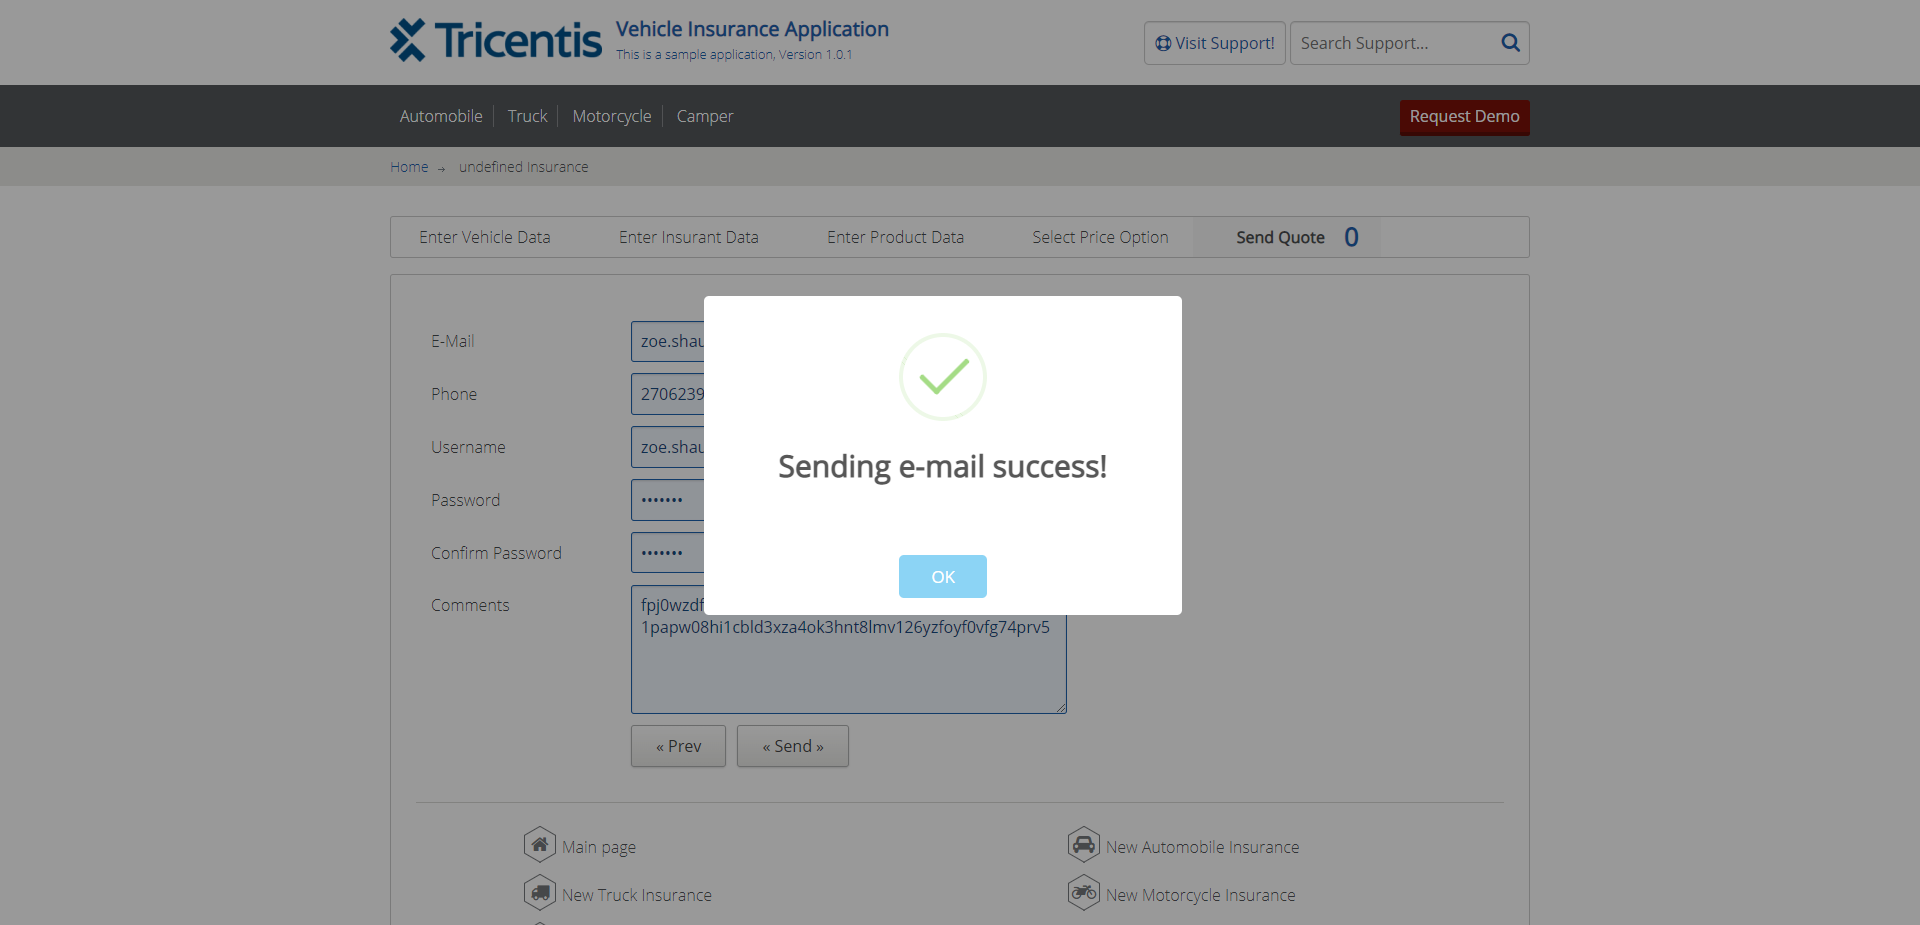 Tricentis
Vehicle Insurance Application
This is a sample application, Version 1.0.1
Visit Support!
Search Support...
Automobile
Truck
Motorcycle
Camper
Request Demo
Home → undefined Insurance
Enter Vehicle Data
Enter Insurant Data
Enter Product Data
Select Price Option
Send Quote 0
E-Mail
zoe.shau
Phone
2706239
Username
zoe.shau
Password
•••••••
Confirm Password
•••••••
Comments
fpj0wzdf
1papw08hi1cbld3xza4ok3hnt8lmv126yzfoyf0vfg74prv5
Sending e-mail success!
OK
« Prev
« Send »
Main page
New Automobile Insurance
New Truck Insurance
New Motorcycle Insurance